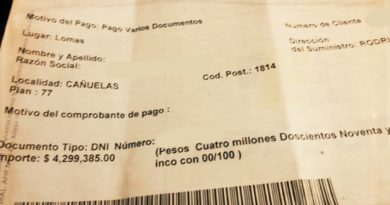 Motivo del Pago: Pago Varios Documentos
Numero de Cliente
Lugar: Lomas
Dirección
del Suministro: RODRI
Nombre y Apellido:
Razón Social:
Cod. Post.: 1814
Localidad: CAÑUELAS
Plan : 77
Motivo del comprobante de pago :
Documento Tipo: DNI Número:
(Pesos Cuatro millones Doscientos Noventa y
mporte: $ 4,299,385.00
inco con 00/100 )